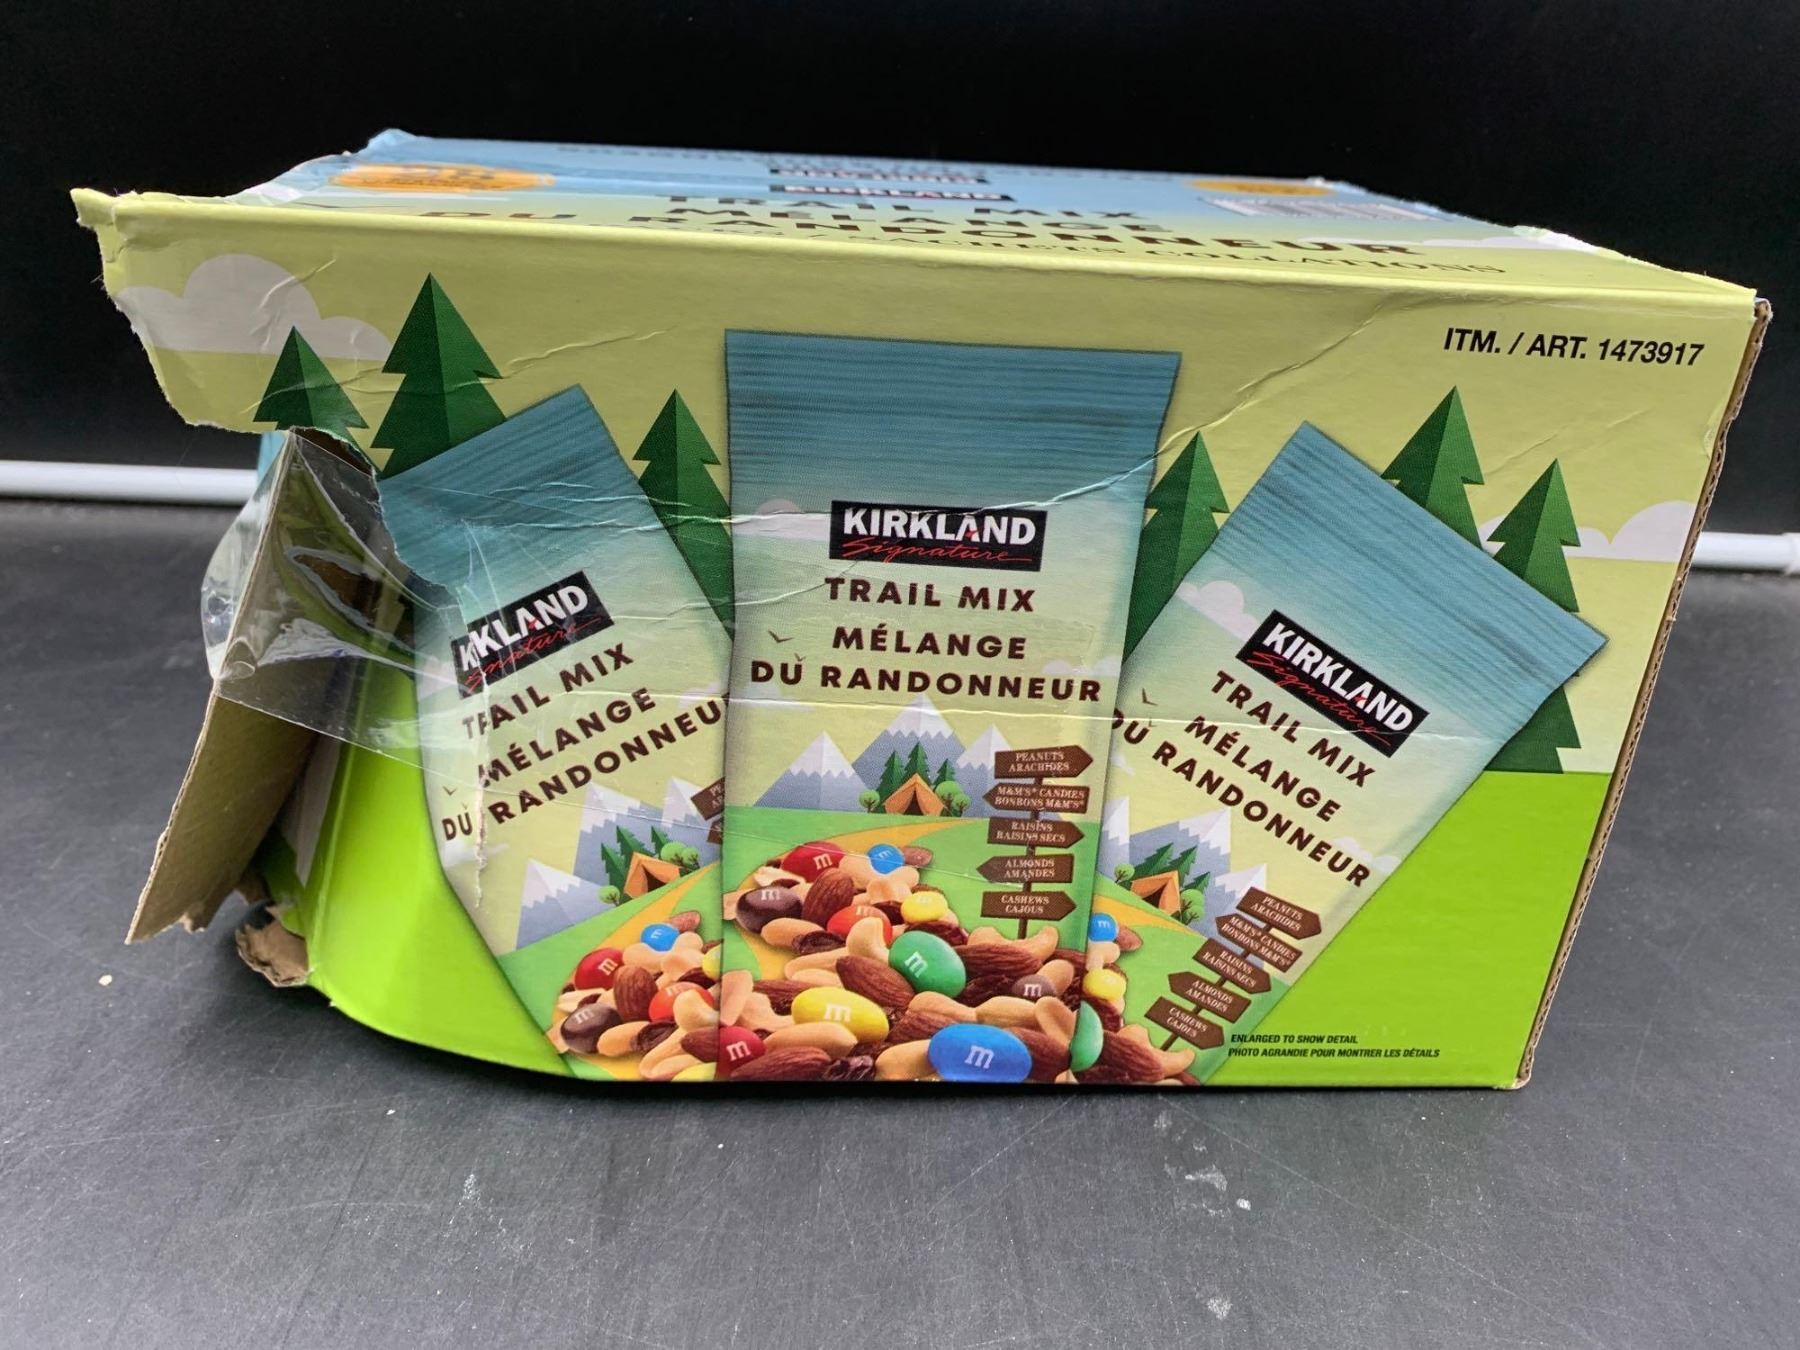 KIRKLAND
TRAIL MIX
MÉLANGE
DU RANDONNEUR
ITM. / ART. 1473917
KIRKLAND
Signature
TRAIL MIX
MÉLANGE
DU RANDONNEUR
PEANUTS
ARACHIDES
M&M'S® CANDIES
BONBONS M&M'S®
RAISINS
RAISINS SECS
ALMONDS
AMANDES
CASHEWS
CAJOUS
KLAND
Signature
TRAIL MIX
MÉLANGE
DU RANDONNEU
KIRKLAND
Signature
TRAIL MIX
MÉLANGE
DU RANDONNEUR
PEANUTS
ARACHIDES
M&M'S® CANDIES
BONBONS M&M'S®
RAISINS
RAISINS SECS
ALMONDS
AMANDES
CASHEWS
CAJOUS
m
m
m
m
m
m
m
m
ENLARGED TO SHOW DETAIL
PHOTO AGRANDIE POUR MONTRER LES DÉTAILS